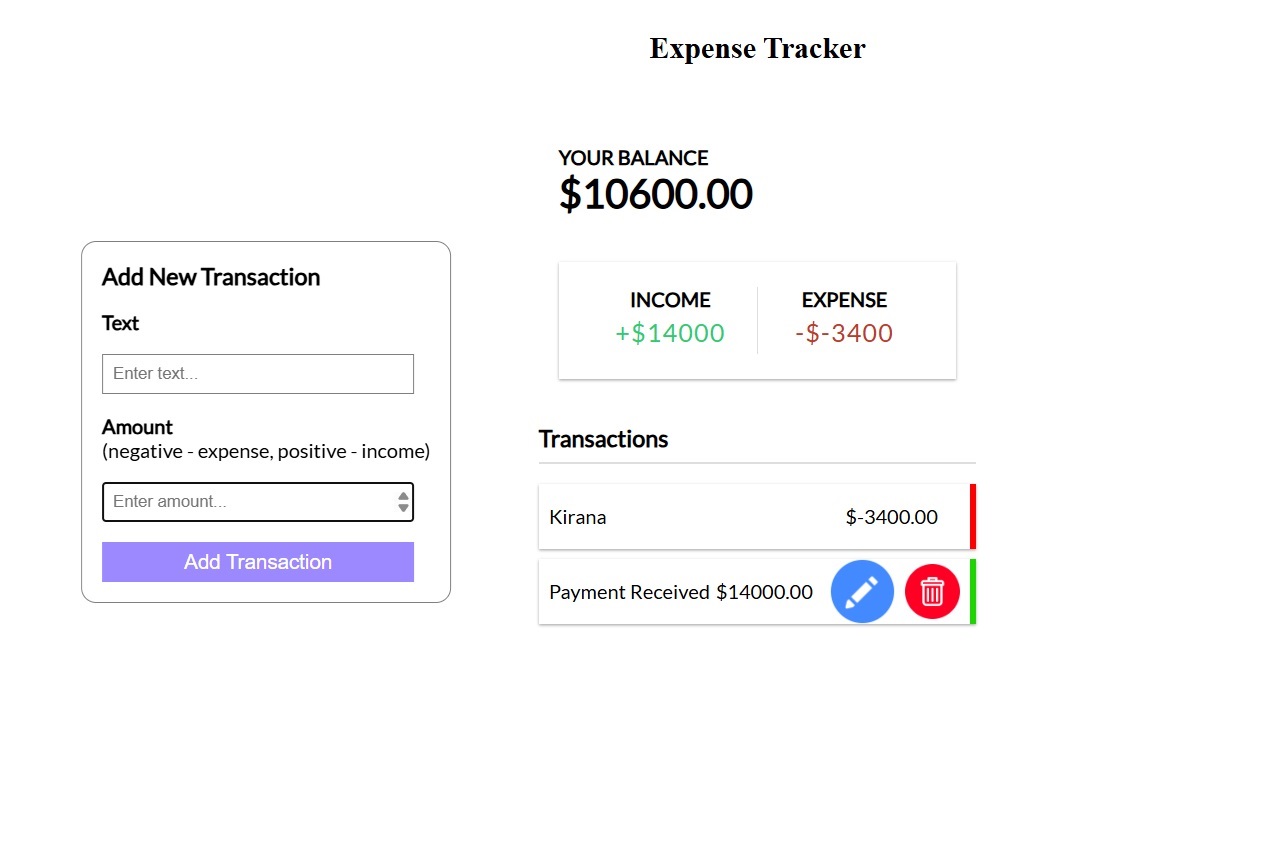 Expense Tracker
YOUR BALANCE
$10600.00
Add New Transaction
Text
Enter text...
Amount
(negative - expense, positive - income)
Enter amount...
Add Transaction
INCOME
+$14000
EXPENSE
-$-3400
Transactions
Kirana $-3400.00
Payment Received $14000.00